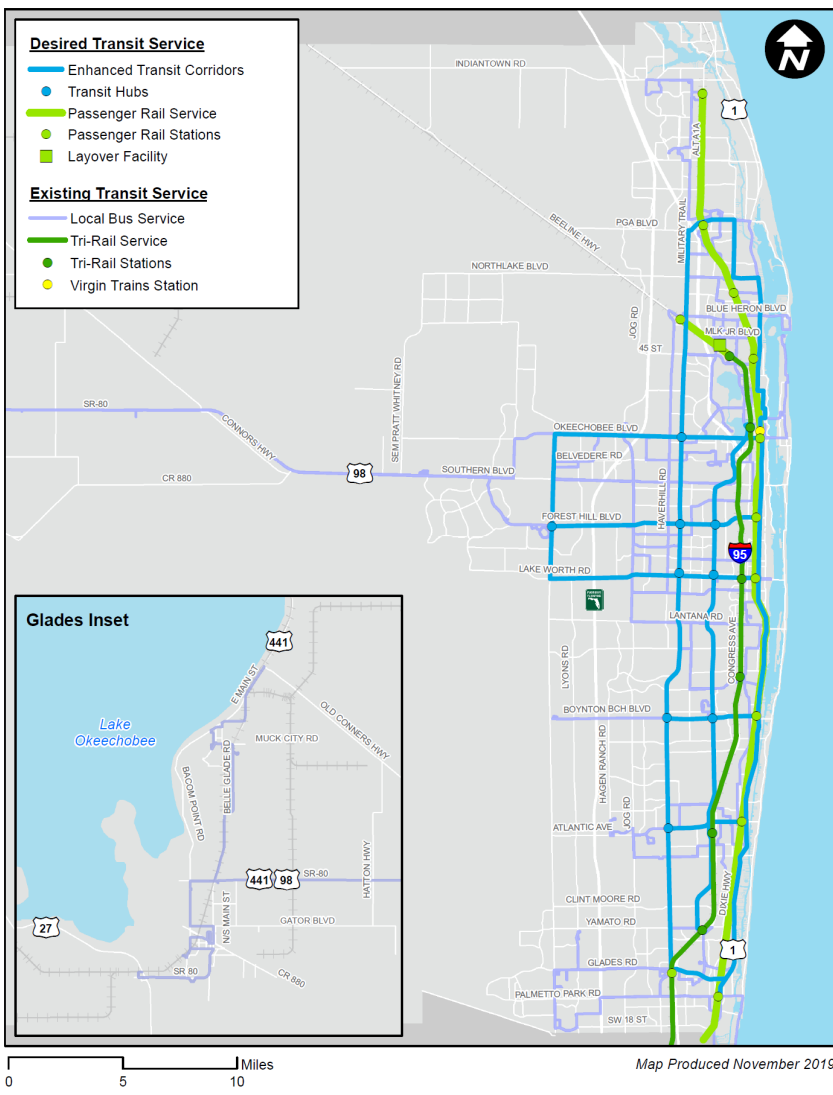 Desired Transit Service
Enhanced Transit Corridors
Transit Hubs
Passenger Rail Service
Passenger Rail Stations
Layover Facility
Existing Transit Service
Local Bus Service
Tri-Rail Service
Tri-Rail Stations
Virgin Trains Station
N
INDIANTOWN RD
1
ALT A1A
MILITARY TRAIL
PGA BLVD
BEELINE HWY
NORTHLAKE BLVD
BLUE HERON BLVD
JOG RD
MLK JR BLVD
45 ST
SEM PRATT WHITNEY RD
SR-80
CONNORS HWY
OKEECHOBEE BLVD
BELVEDERE RD
98
SOUTHERN BLVD
CR 880
HAVERHILL RD
FOREST HILL BLVD
95
LAKE WORTH RD
LANTANA RD
CONGRESS AVE
LYONS RD
BOYNTON BCH BLVD
HAGEN RANCH RD
JOG RD
ATLANTIC AVE
CLINT MOORE RD
DIXIE HWY
YAMATO RD
1
GLADES RD
PALMETTO PARK RD
SW 18 ST
Glades Inset
441
E MAIN ST
OLD CONNERS HWY
Lake
Okeechobee
MUCK CITY RD
BELLE GLADE RD
BACOM POINT RD
HATTON HWY
441
98
SR-80
N/S MAIN ST
GATOR BLVD
27
SR 80
CR 880
Miles
0
5
10
Map Produced November 2019